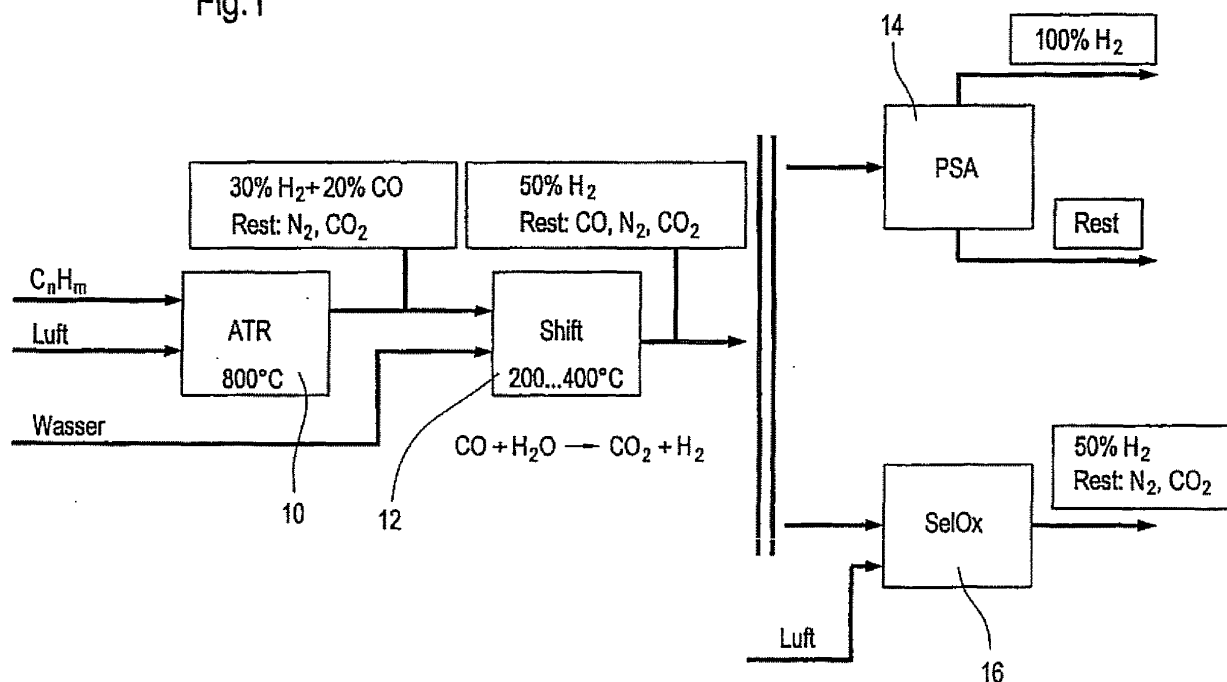 Fig.1
14
100% H₂
PSA
Rest
30% H₂+20% CO
Rest: N₂, CO₂
50% H₂
Rest: CO, N₂, CO₂
CₙHₘ
Luft
ATR
800°C
Shift
200...400°C
Wasser
CO+H₂O → CO₂+H₂
10
12
50% H₂
Rest: N₂, CO₂
SelOx
Luft
16